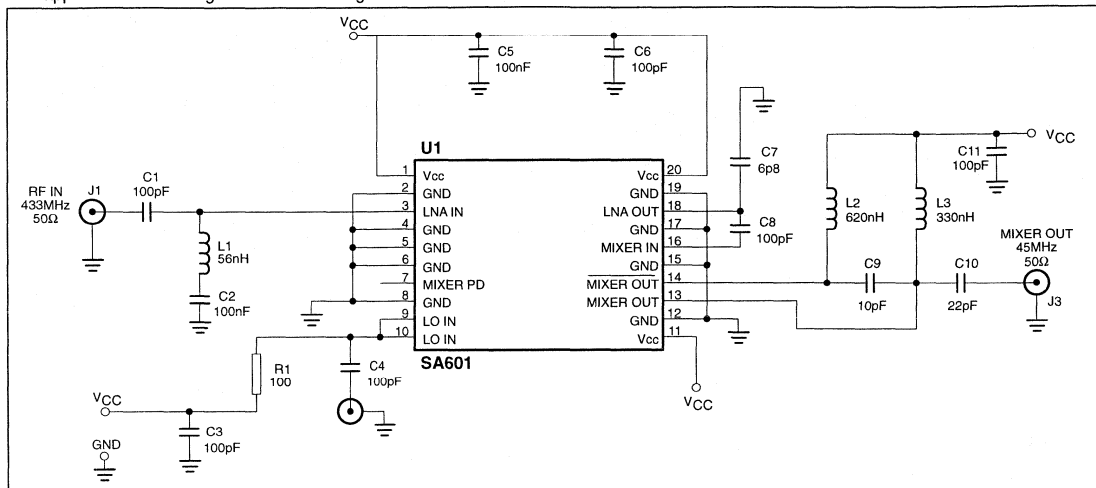 VCC
C5
100nF
C6
100pF
U1
1 Vcc
2 GND
3 LNA IN
4 GND
5 GND
6 GND
7 MIXER PD
8 GND
9 LO IN
10 LO IN
20 Vcc
19 GND
18 LNA OUT
17 GND
16 MIXER IN
15 GND
14 MIXER OUT
13 MIXER OUT
12 GND
11 Vcc
SA601
RF IN
433MHz
50Ω
J1
C1
100pF
L1
56nH
C2
100nF
R1
100
C4
100pF
VCC
C3
100pF
GND
C7
6p8
C8
100pF
VCC
L2
620nH
L3
330nH
C11
100pF
VCC
C9
10pF
C10
22pF
MIXER OUT
45MHz
50Ω
J3